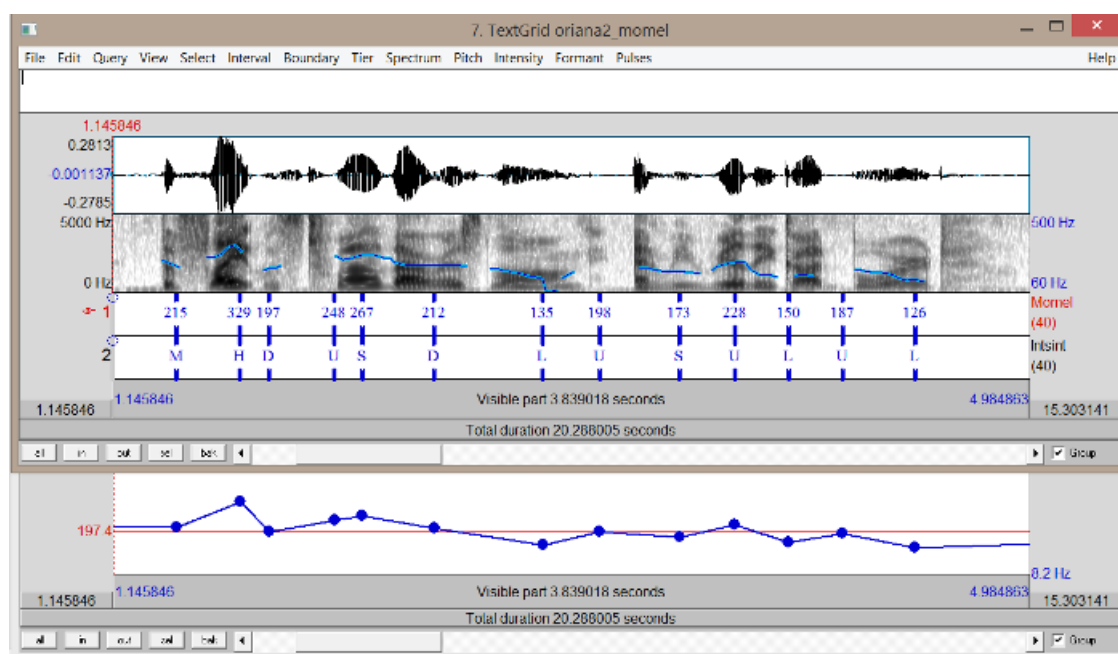 7. TextGrid oriana2_momel
File Edit Query View Select Interval Boundary Tier Spectrum Pitch Intensity Formant Pulses Help
1.145846
0.2813
0.001137
-0.2785
5000 Hz 500 Hz
0 Hz 60 Hz
1 215 329 197 248 267 212 135 198 173 228 150 187 126 Momel (40)
2 M H D U S D L U S U L U L Intsint (40)
1.145846 1.145846 Visible part 3.839018 seconds 4.984863 15.303141
Total duration 20.288005 seconds
all in out sel bak Group
197.4
8.2 Hz
1.145846 1.145846 Visible part 3.839018 seconds 4.984863 15.303141
Total duration 20.288005 seconds
all in out sel bak Group